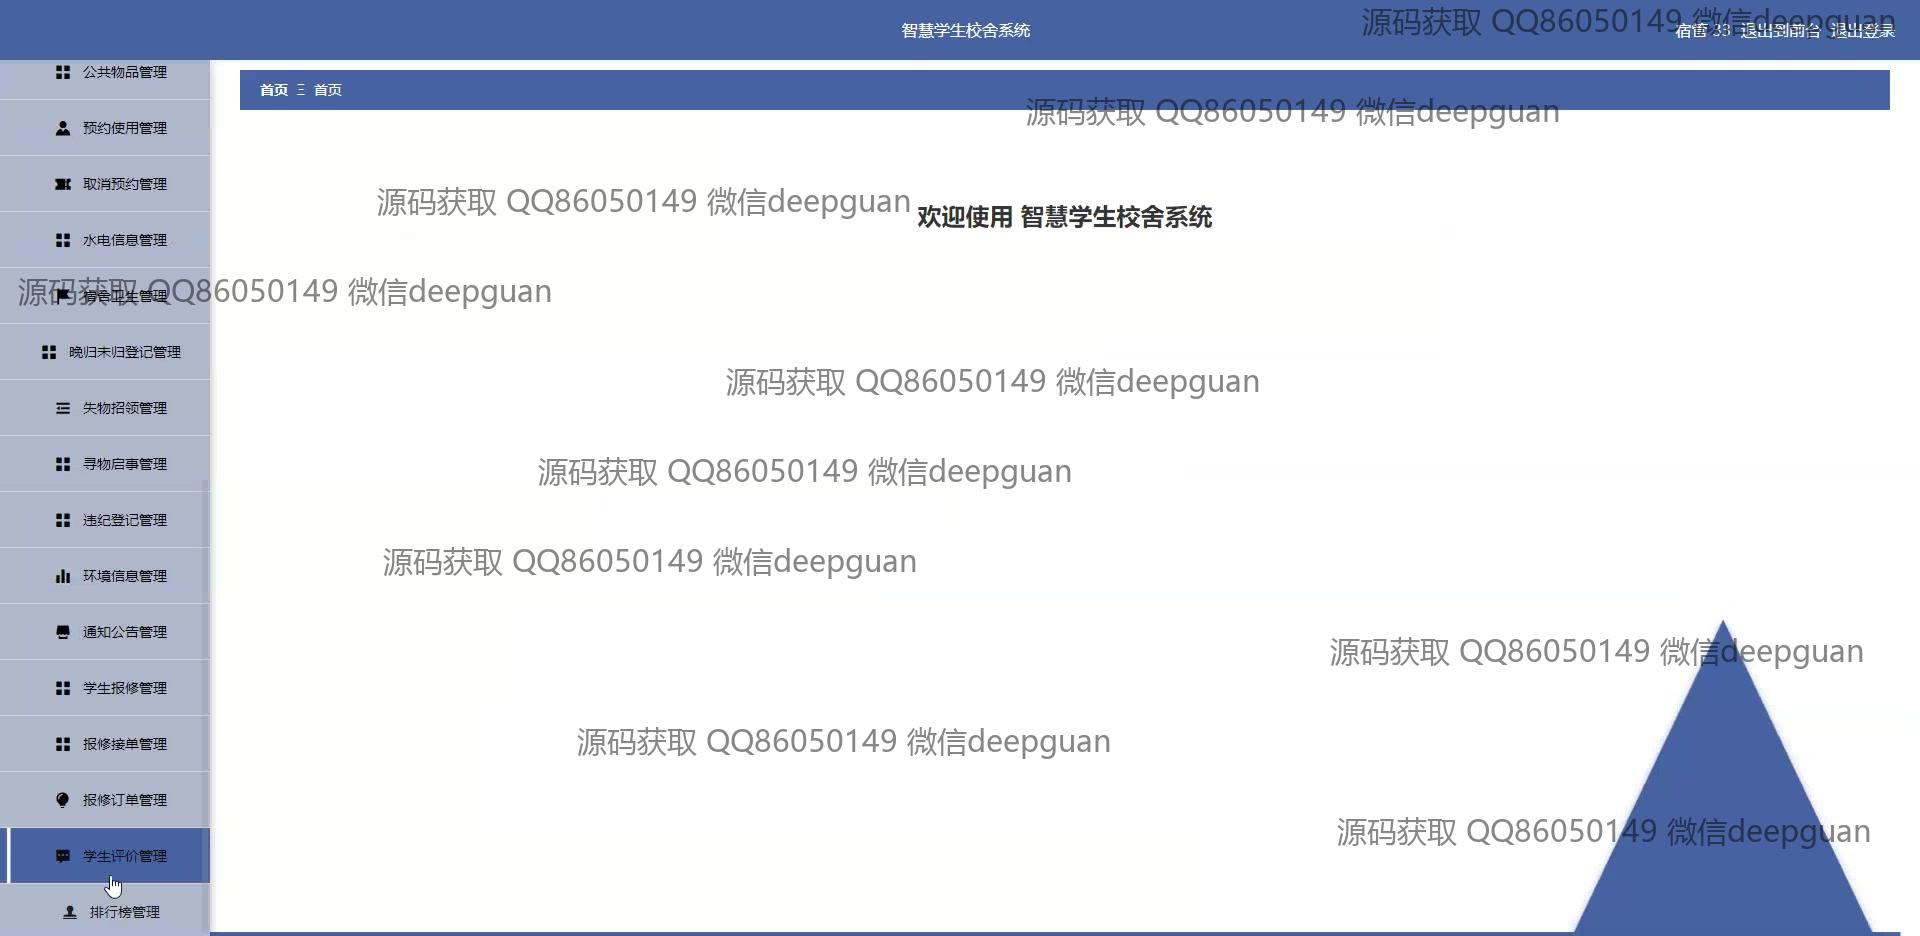 智慧学生校舍系统
源码获取 QQ86050149 微信deepguan
宿管 33 退出到前台 退出登录
公共物品管理
首页 Ξ 首页
源码获取 QQ86050149 微信deepguan
预约使用管理
取消预约管理
源码获取 QQ86050149 微信deepguan
欢迎使用 智慧学生校舍系统
水电信息管理
源码获取 QQ86050149 微信deepguan
宿舍卫生管理
晚归未归登记管理
源码获取 QQ86050149 微信deepguan
失物招领管理
寻物启事管理
源码获取 QQ86050149 微信deepguan
违纪登记管理
源码获取 QQ86050149 微信deepguan
环境信息管理
通知公告管理
源码获取 QQ86050149 微信deepguan
学生报修管理
报修接单管理
源码获取 QQ86050149 微信deepguan
报修订单管理
源码获取 QQ86050149 微信deepguan
学生评价管理
排行榜管理